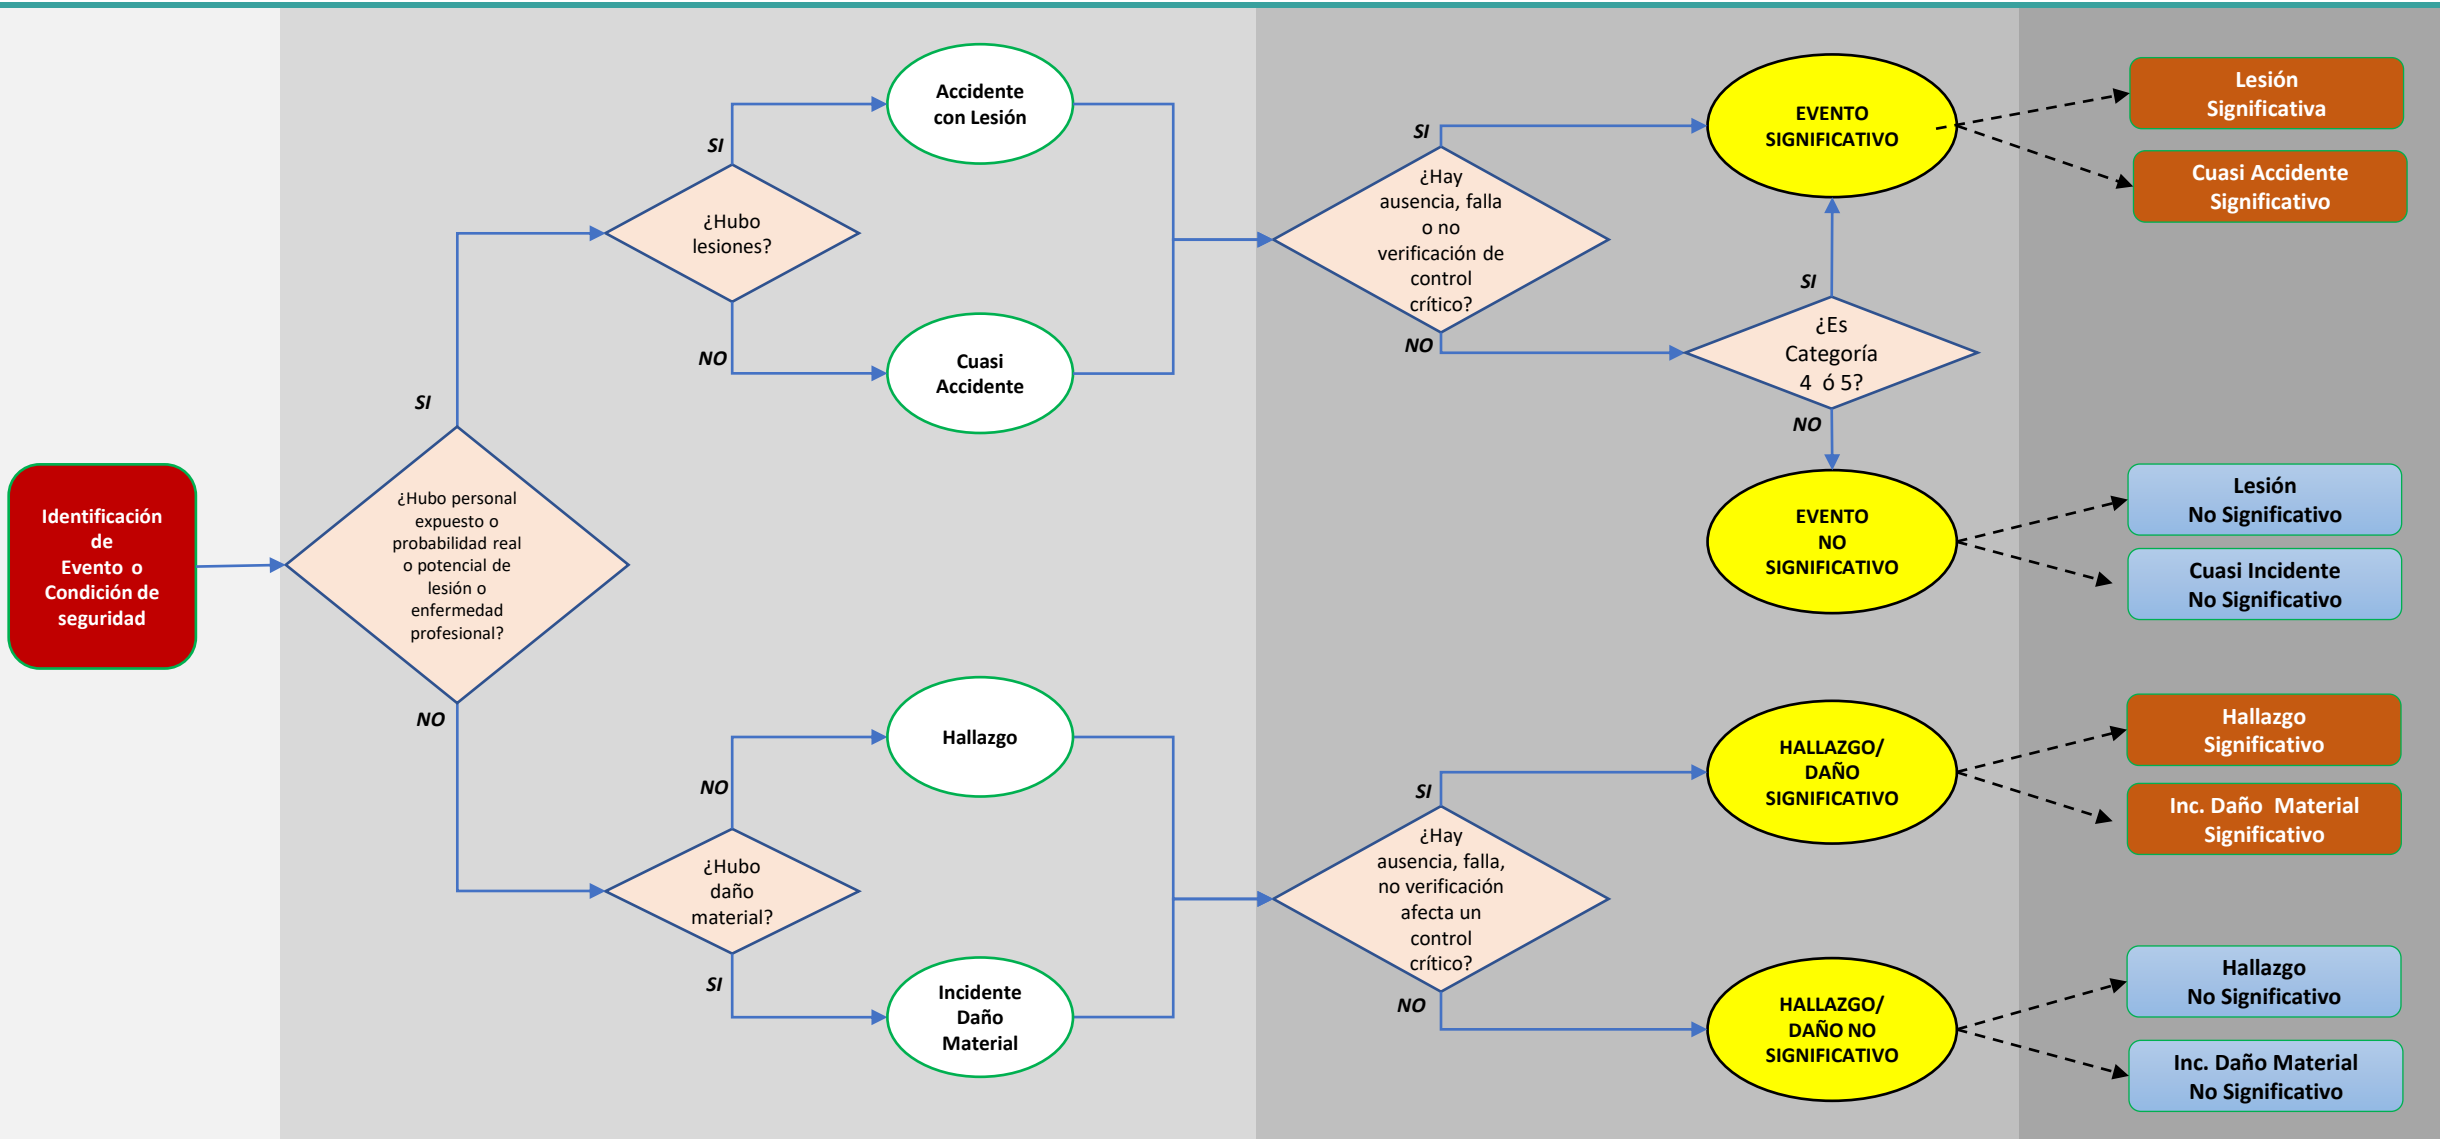 Identificación
de
Evento o
Condición de
seguridad
¿Hubo personal
expuesto o
probabilidad real
o potencial de
lesión o
enfermedad
profesional?
SI
NO
¿Hubo
lesiones?
SI
NO
Accidente
con Lesión
Cuasi
Accidente
¿Hubo
daño
material?
NO
SI
Hallazgo
Incidente
Daño
Material
¿Hay
ausencia, falla
o no
verificación de
control
crítico?
SI
NO
EVENTO
SIGNIFICATIVO
SI
¿Es
Categoría
4 ó 5?
NO
EVENTO
NO
SIGNIFICATIVO
¿Hay
ausencia, falla,
no verificación
afecta un
control
crítico?
SI
NO
HALLAZGO/
DAÑO
SIGNIFICATIVO
HALLAZGO/
DAÑO NO
SIGNIFICATIVO
Lesión
Significativa
Cuasi Accidente
Significativo
Lesión
No Significativo
Cuasi Incidente
No Significativo
Hallazgo
Significativo
Inc. Daño Material
Significativo
Hallazgo
No Significativo
Inc. Daño Material
No Significativo